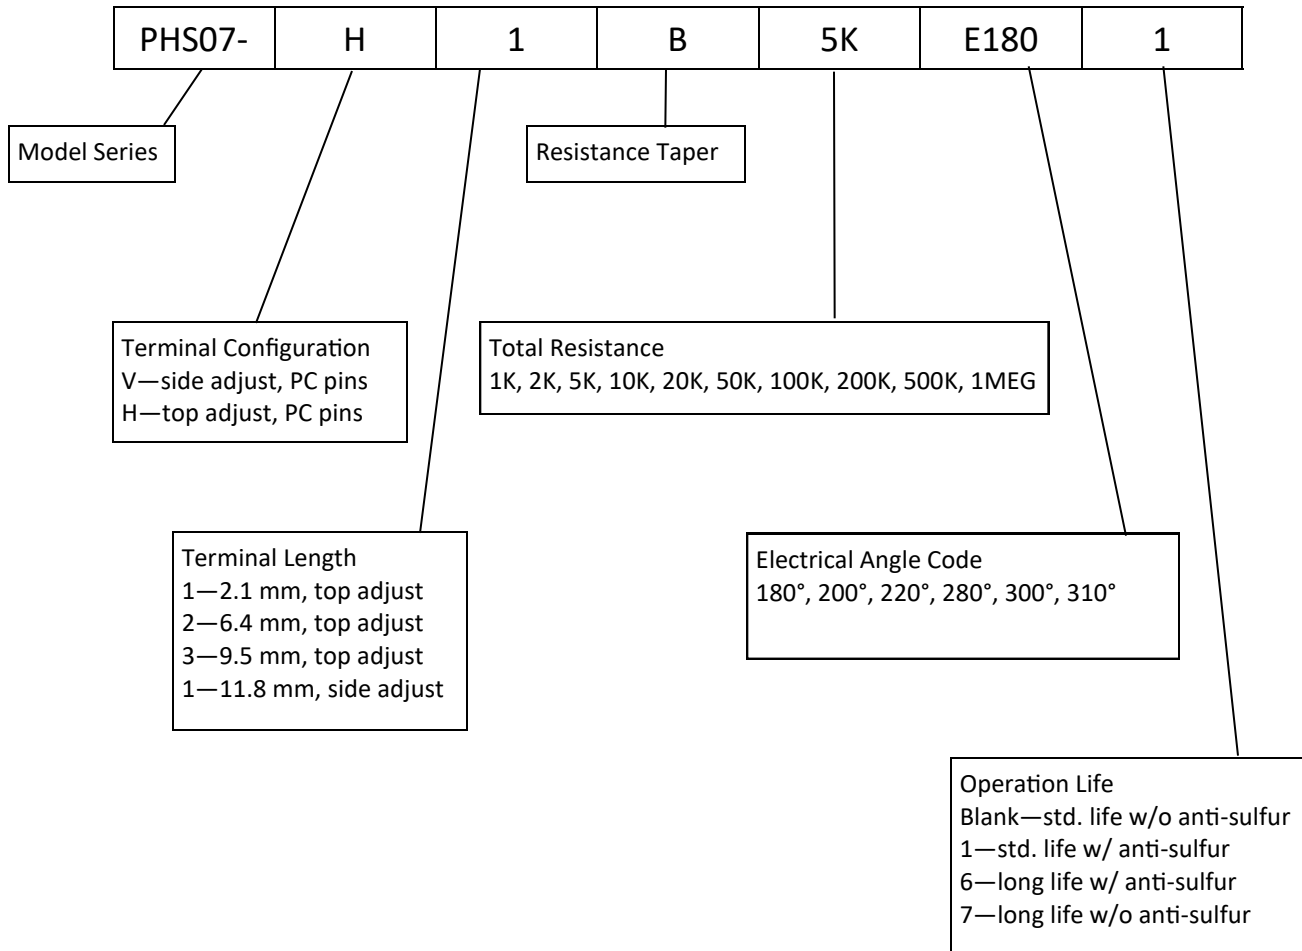 PHS07- H 1 B 5K E180 1
Model Series
Resistance Taper
Terminal Configuration
V—side adjust, PC pins
H—top adjust, PC pins
Total Resistance
1K, 2K, 5K, 10K, 20K, 50K, 100K, 200K, 500K, 1MEG
Terminal Length
1—2.1 mm, top adjust
2—6.4 mm, top adjust
3—9.5 mm, top adjust
1—11.8 mm, side adjust
Electrical Angle Code
180°, 200°, 220°, 280°, 300°, 310°
Operation Life
Blank—std. life w/o anti-sulfur
1—std. life w/ anti-sulfur
6—long life w/ anti-sulfur
7—long life w/o anti-sulfur